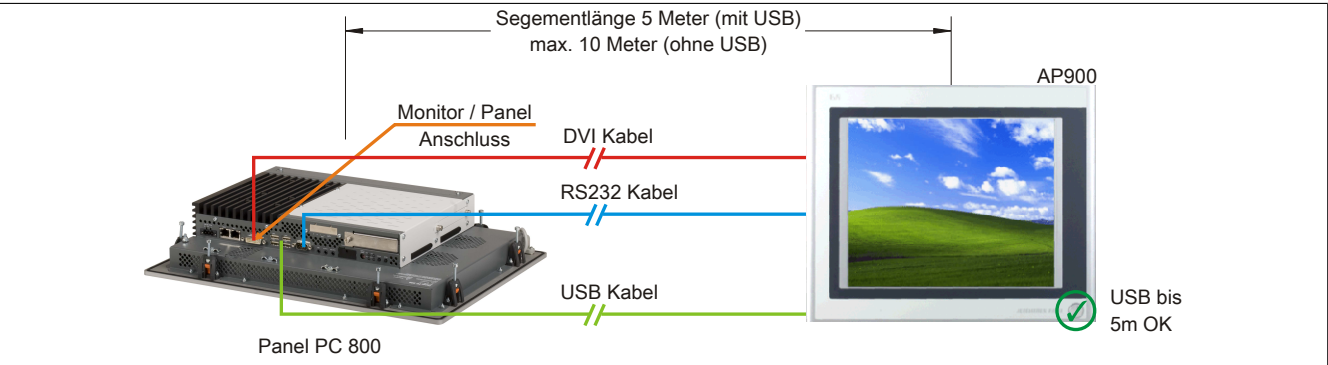 Segementlänge 5 Meter (mit USB)
max. 10 Meter (ohne USB)
AP900
Monitor / Panel
Anschluss
DVI Kabel
RS232 Kabel
USB Kabel
USB bis
5m OK
Panel PC 800